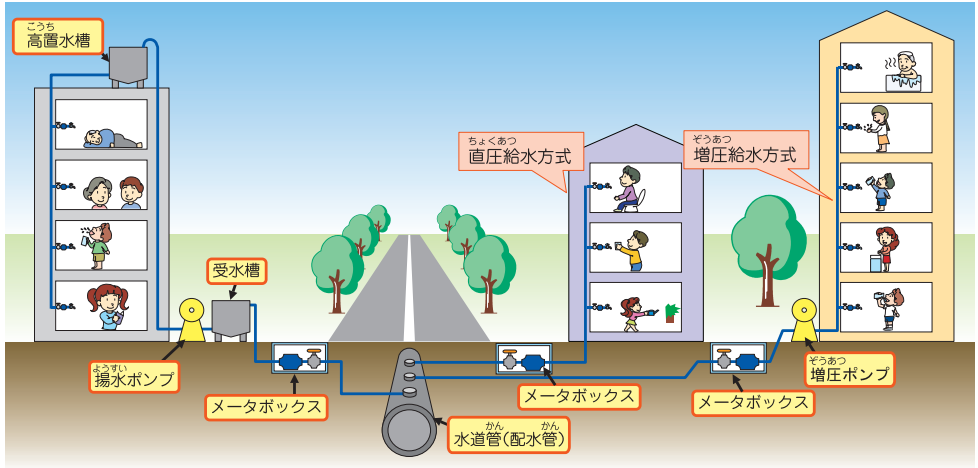 こうち
高置水槽
ちょくあつ
直圧給水方式
ぞうあつ
増圧給水方式
受水槽
ようすい
揚水ポンプ
メータボックス
メータボックス
メータボックス
ぞうあつ
増圧ポンプ
かん かん
水道管(配水管)